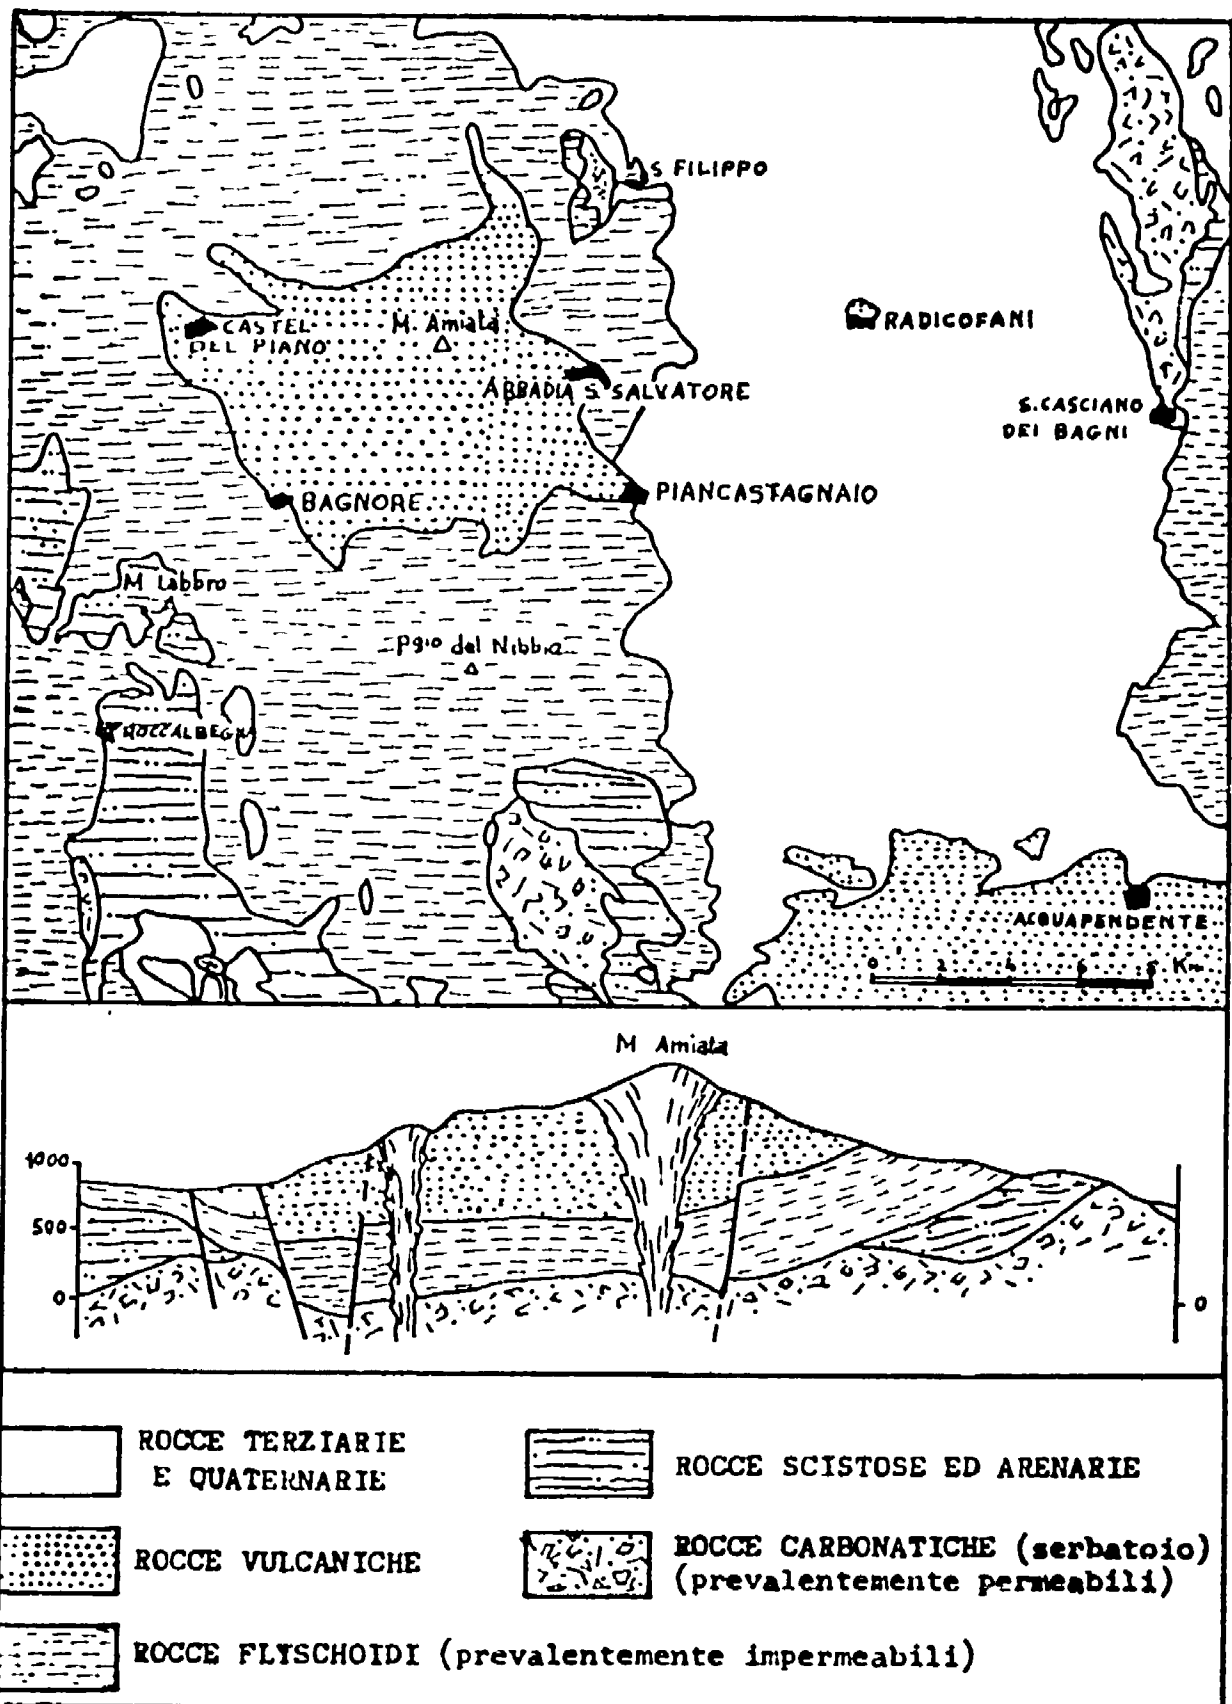 S FILIPPO
CASTEL
DEL PIANO
M. Amiata
RADICOFANI
ABBADIA S. SALVATORE
S. CASCIANO
DEI BAGNI
BAGNORE
PIANCASTAGNAIO
M Labbro
Pgio del Nibbio
ROCCALBEGNA
ACQUAPENDENTE
0 2 4 6 8 Km
M Amiata
1000
500
0
0
ROCCE TERZIARIE
E QUATERNARIE
ROCCE SCISTOSE ED ARENARIE
ROCCE VULCANICHE
ROCCE CARBONATICHE (serbatoio)
(prevalentemente permeabili)
ROCCE FLYSCHOIDI (prevalentemente impermeabili)